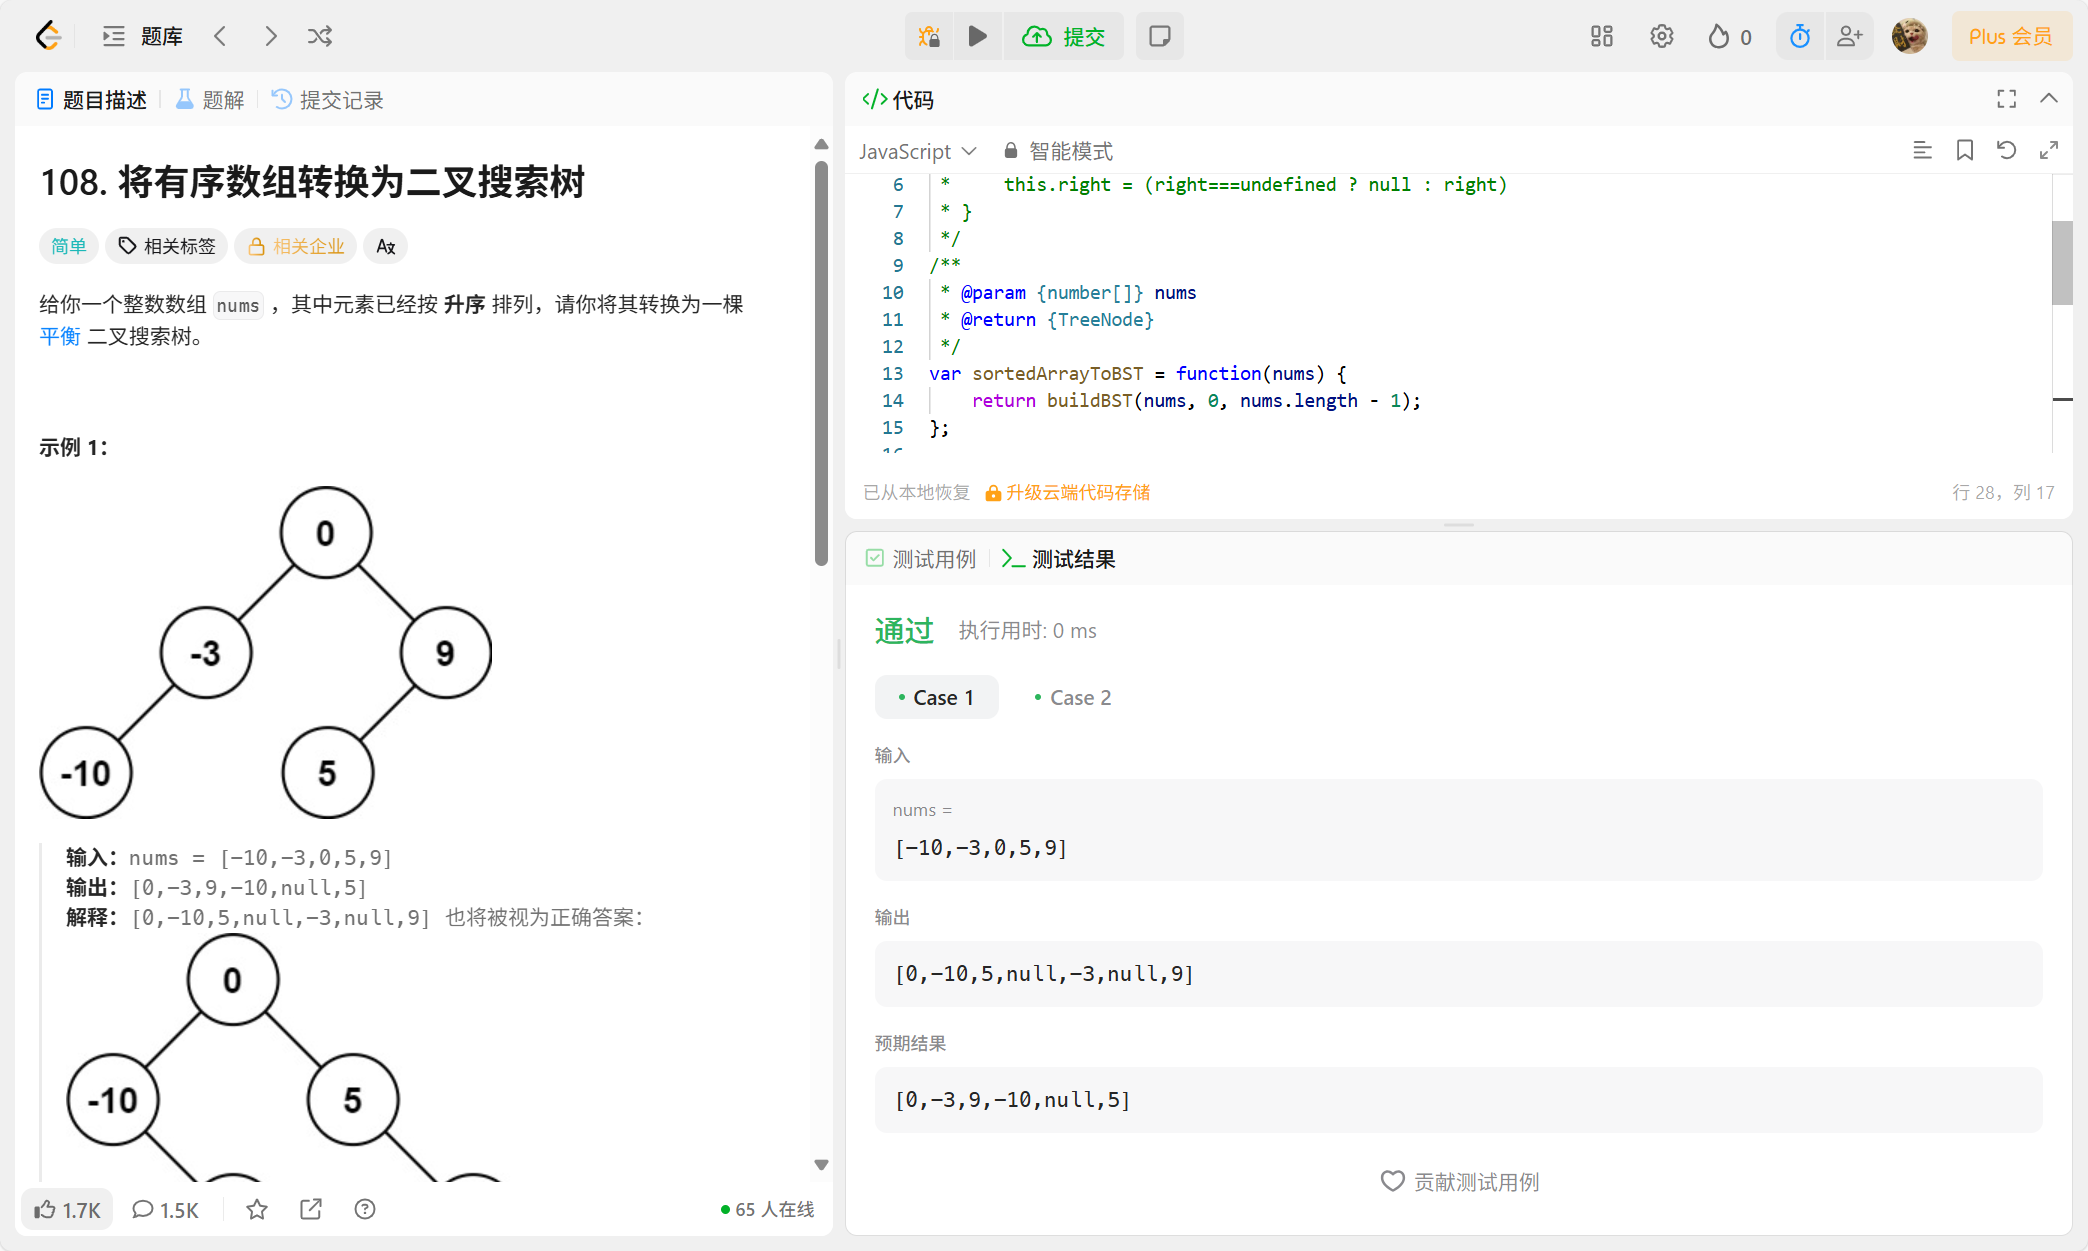 题库
提交
0
Plus 会员
题目描述
题解
提交记录
108. 将有序数组转换为二叉搜索树
简单
相关标签
相关企业
给你一个整数数组 nums ，其中元素已经按 升序 排列，请你将其转换为一棵
平衡 二叉搜索树。
示例 1：
0
-3
9
-10
5
输入：nums = [-10,-3,0,5,9]
输出：[0,-3,9,-10,null,5]
解释：[0,-10,5,null,-3,null,9] 也将被视为正确答案：
0
-10
5
1.7K
1.5K
65 人在线
</>代码
JavaScript
智能模式
6 *     this.right = (right===undefined ? null : right)
7 * }
8 */
9 /**
10 * @param {number[]} nums
11 * @return {TreeNode}
12 */
13 var sortedArrayToBST = function(nums) {
14     return buildBST(nums, 0, nums.length - 1);
15 };
已从本地恢复
升级云端代码存储
行 28，列 17
测试用例
测试结果
通过
执行用时: 0 ms
Case 1
Case 2
输入
nums =
[-10,-3,0,5,9]
输出
[0,-10,5,null,-3,null,9]
预期结果
[0,-3,9,-10,null,5]
贡献测试用例